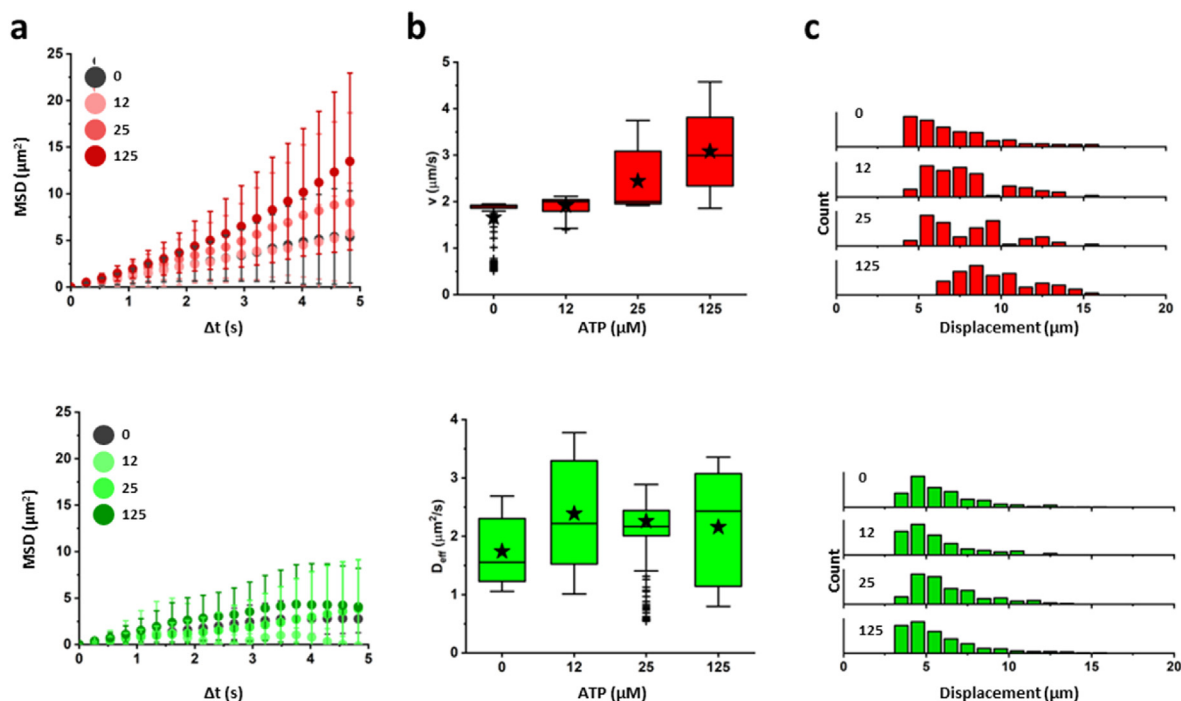 a
25
20
15
10
5
0
MSD (μm²)
0
12
25
125
0 1 2 3 4 5
Δt (s)
b
5
4
3
2
1
0
v (μm/s)
0 12 25 125
ATP (μM)
c
0
12
25
125
Count
0 5 10 15 20
Displacement (μm)
25
20
15
10
5
0
MSD (μm²)
0
12
25
125
0 1 2 3 4 5
Δt (s)
4
3
2
1
0
Deff (μm²/s)
0 12 25 125
ATP (μM)
0
12
25
125
Count
0 5 10 15 20
Displacement (μm)